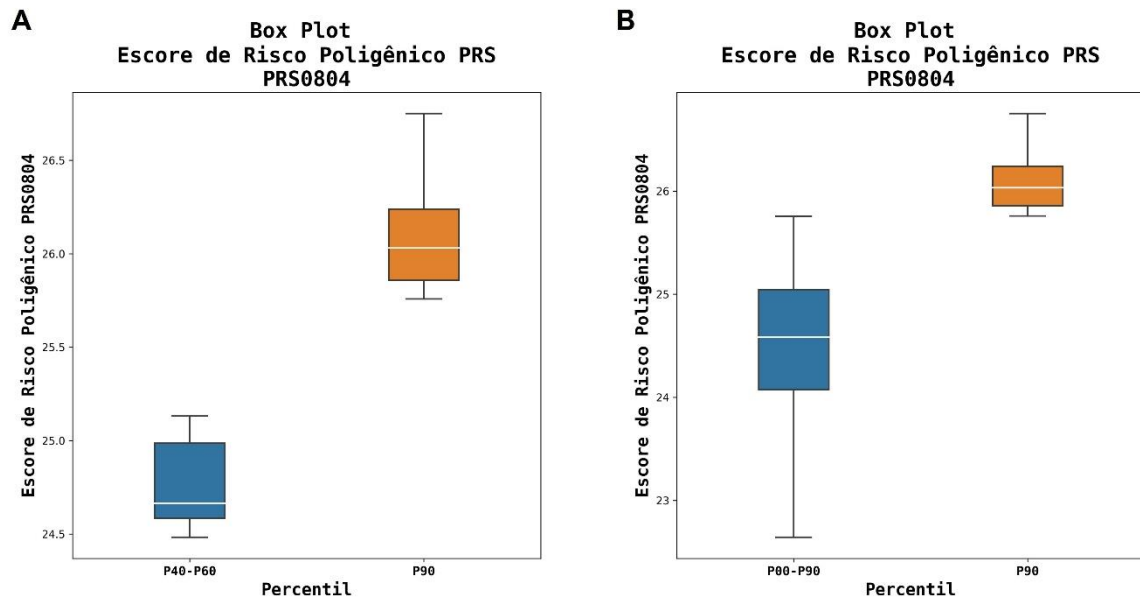 A
Box Plot
Escore de Risco Poligênico PRS
PRS0804
Escore de Risco Poligênico PRS0804
26.5
26.0
25.5
25.0
24.5
P40-P60
P90
Percentil
B
Box Plot
Escore de Risco Poligênico PRS
PRS0804
Escore de Risco Poligênico PRS0804
26
25
24
23
P00-P90
P90
Percentil